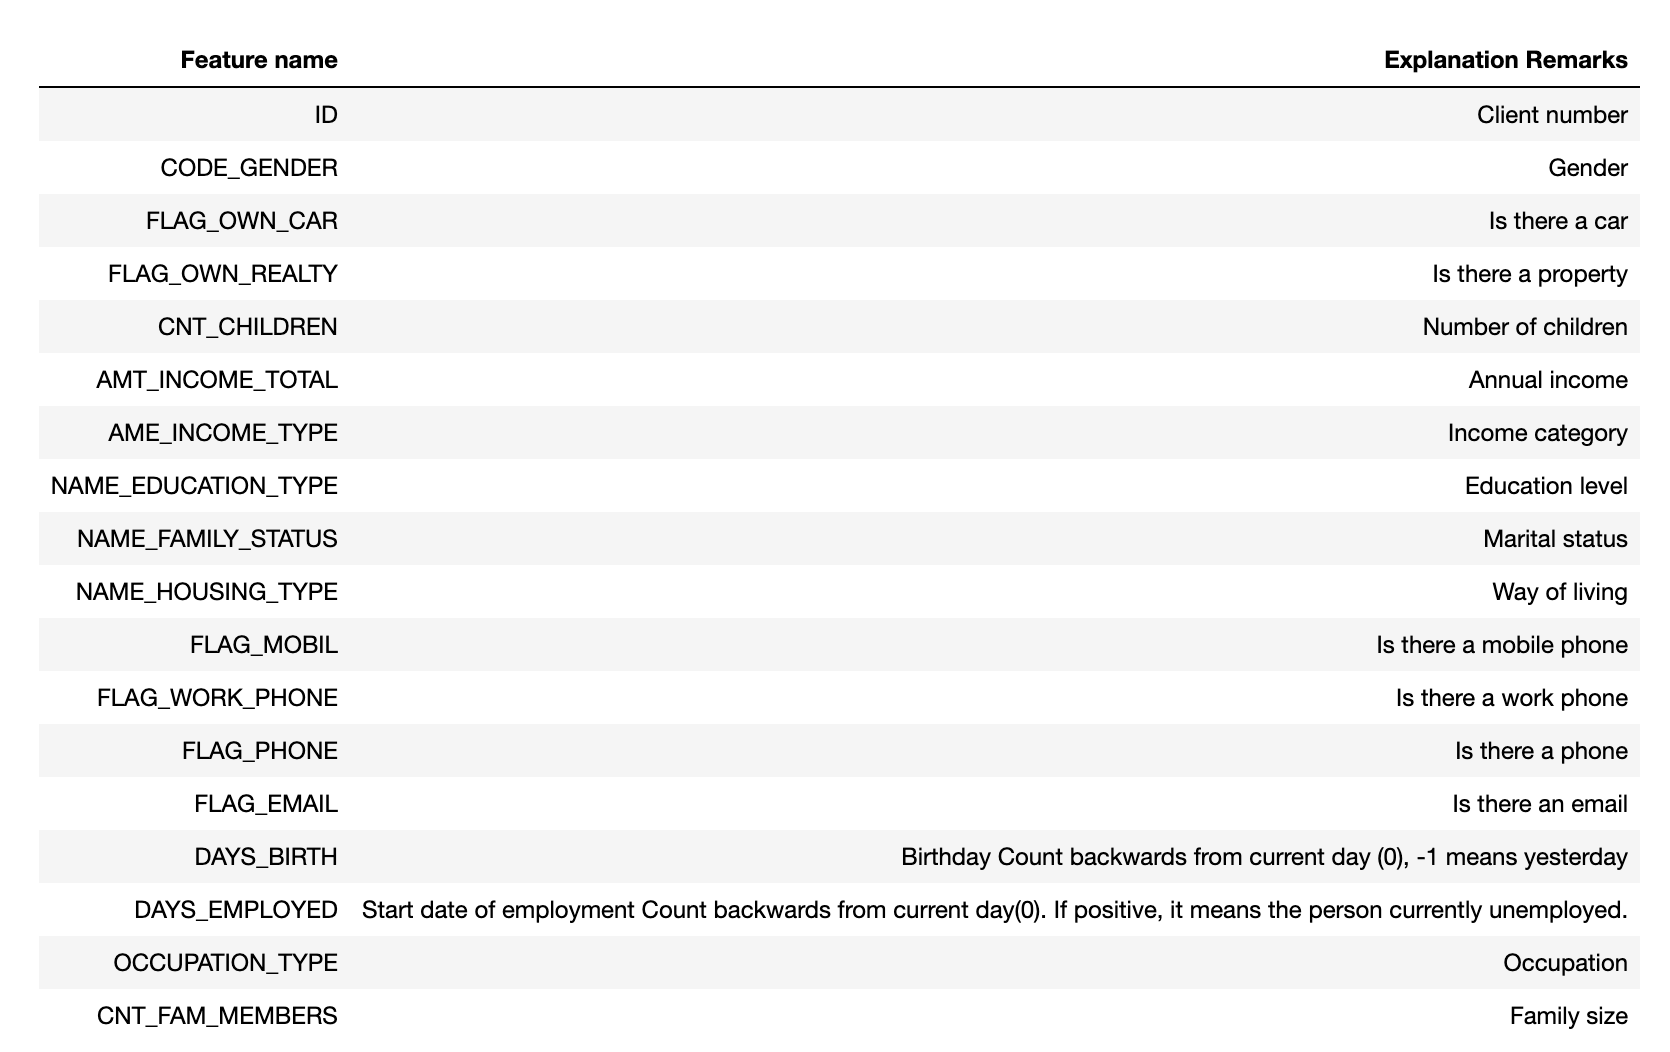 Feature name Explanation Remarks
ID Client number
CODE_GENDER Gender
FLAG_OWN_CAR Is there a car
FLAG_OWN_REALTY Is there a property
CNT_CHILDREN Number of children
AMT_INCOME_TOTAL Annual income
AME_INCOME_TYPE Income category
NAME_EDUCATION_TYPE Education level
NAME_FAMILY_STATUS Marital status
NAME_HOUSING_TYPE Way of living
FLAG_MOBIL Is there a mobile phone
FLAG_WORK_PHONE Is there a work phone
FLAG_PHONE Is there a phone
FLAG_EMAIL Is there an email
DAYS_BIRTH Birthday Count backwards from current day (0), -1 means yesterday
DAYS_EMPLOYED Start date of employment Count backwards from current day(0). If positive, it means the person currently unemployed.
OCCUPATION_TYPE Occupation
CNT_FAM_MEMBERS Family size